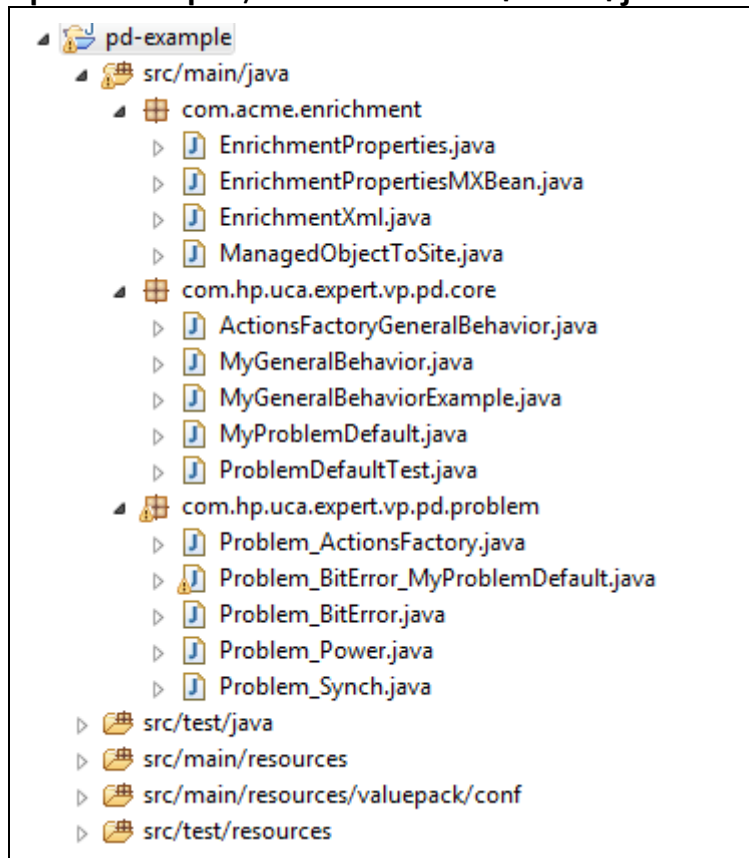 pd-example
src/main/java
com.acme.enrichment
EnrichmentProperties.java
EnrichmentPropertiesMXBean.java
EnrichmentXml.java
ManagedObjectToSite.java
com.hp.uca.expert.vp.pd.core
ActionsFactoryGeneralBehavior.java
MyGeneralBehavior.java
MyGeneralBehaviorExample.java
MyProblemDefault.java
ProblemDefaultTest.java
com.hp.uca.expert.vp.pd.problem
Problem_ActionsFactory.java
Problem_BitError_MyProblemDefault.java
Problem_BitError.java
Problem_Power.java
Problem_Synch.java
src/test/java
src/main/resources
src/main/resources/valuepack/conf
src/test/resources